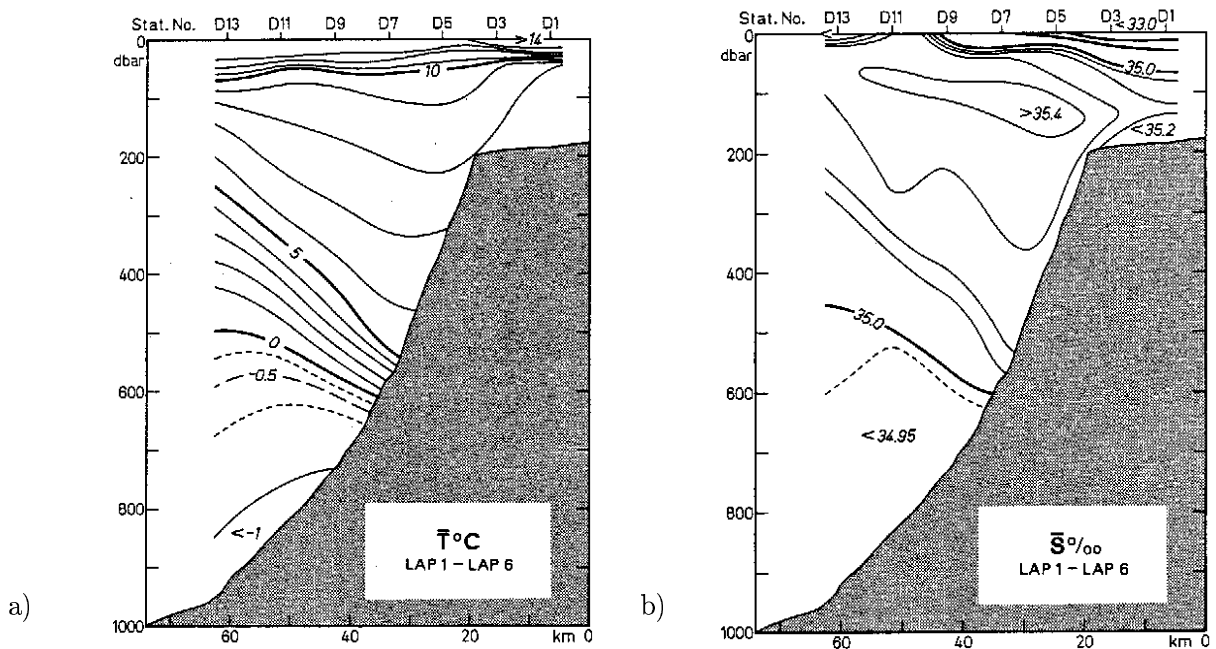 Stat. No. D13 D11 D9 D7 D5 D3 D1
0
dbar
>14
10
200
5
400
0
-0.5
600
800
<-1
T̄°C
LAP 1 – LAP 6
1000
60 40 20 km 0
a)
Stat. No. D13 D11 D9 D7 D5 D3 D1
<33.0
<
0
dbar
35.0
>35.4
<35.2
200
400
35.0
600
<34.95
800
S̄°/oo
LAP 1 – LAP 6
1000
60 40 20 km 0
b)